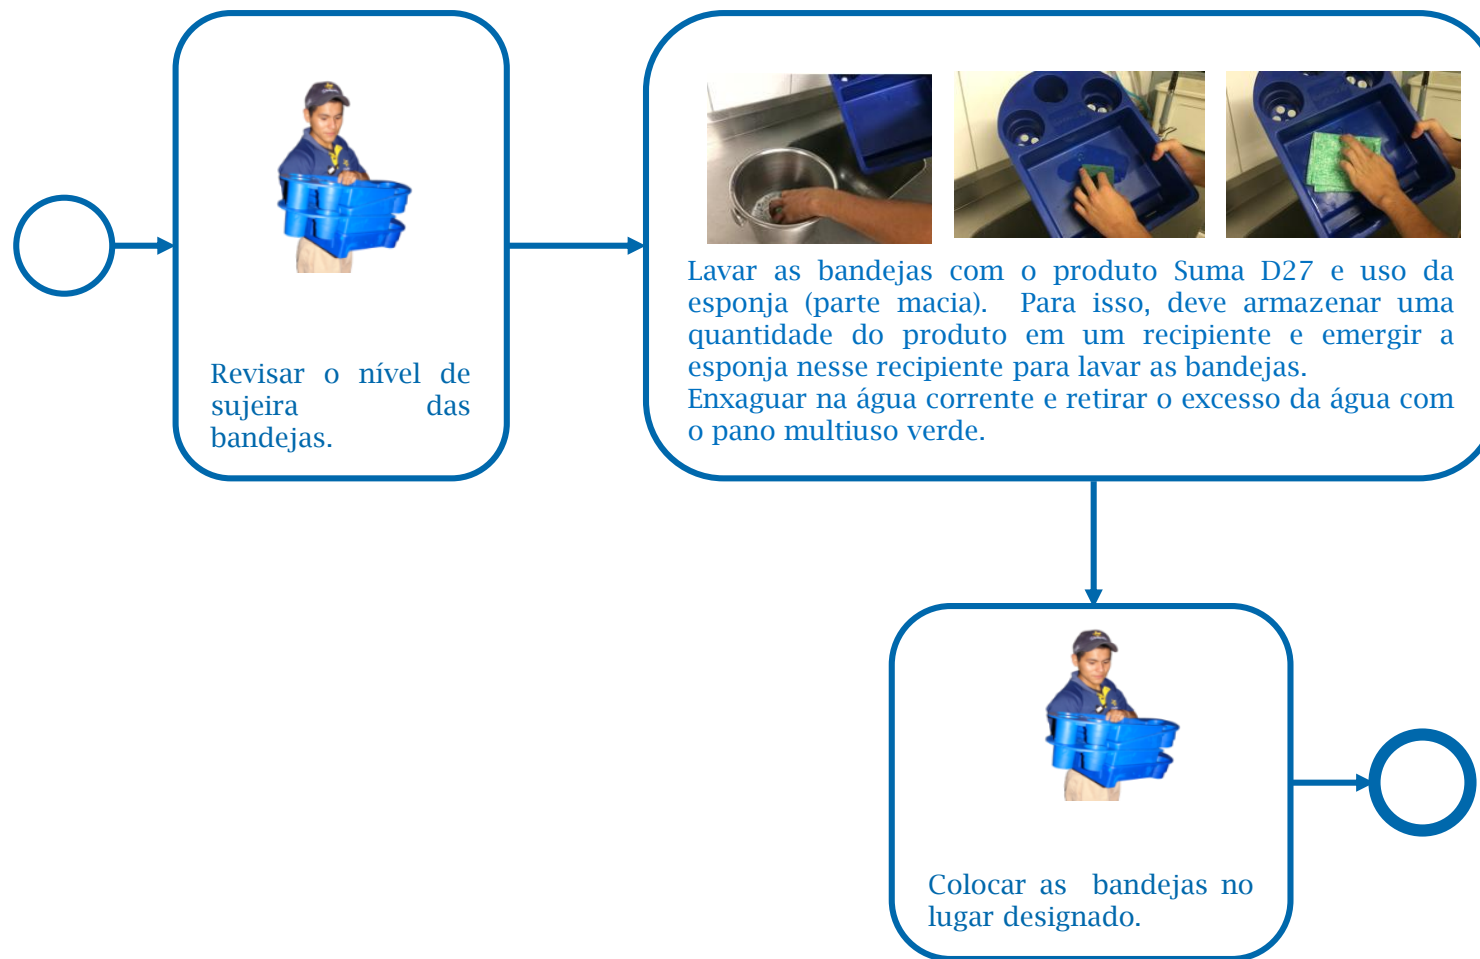 Revisar o nível de
sujeira das
bandejas.
Lavar as bandejas com o produto Suma D27 e uso da
esponja (parte macia). Para isso, deve armazenar uma
quantidade do produto em um recipiente e emergir a
esponja nesse recipiente para lavar as bandejas.
Enxaguar na água corrente e retirar o excesso da água com
o pano multiuso verde.
Colocar as bandejas no
lugar designado.